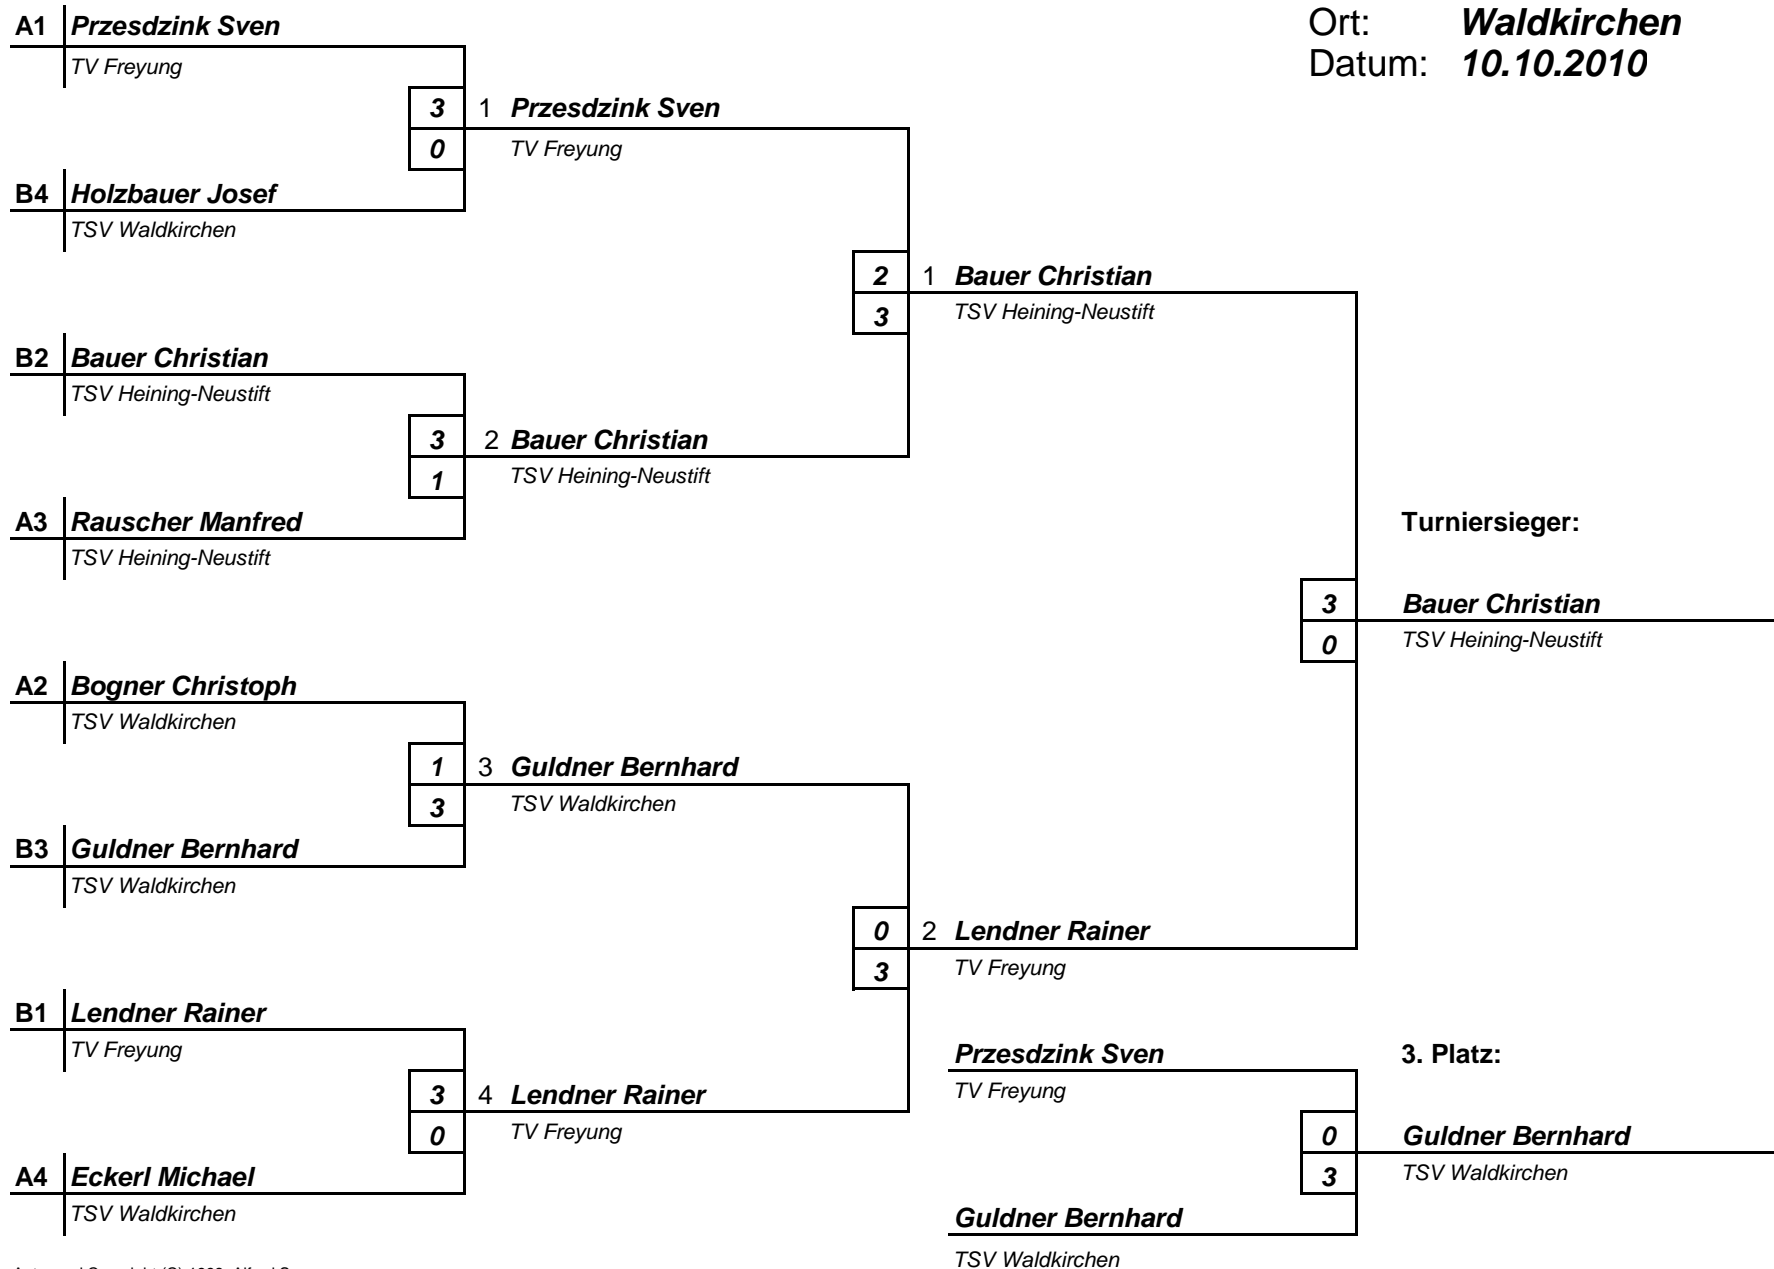 A1 Przesdzink Sven
TV Freyung
Ort: Waldkirchen
Datum: 10.10.2010
3 1 Przesdzink Sven
0 TV Freyung
B4 Holzbauer Josef
TSV Waldkirchen
2 1 Bauer Christian
3 TSV Heining-Neustift
B2 Bauer Christian
TSV Heining-Neustift
3 2 Bauer Christian
1 TSV Heining-Neustift
A3 Rauscher Manfred
TSV Heining-Neustift
Turniersieger:
3 Bauer Christian
0 TSV Heining-Neustift
A2 Bogner Christoph
TSV Waldkirchen
1 3 Guldner Bernhard
3 TSV Waldkirchen
B3 Guldner Bernhard
TSV Waldkirchen
0 2 Lendner Rainer
3 TV Freyung
B1 Lendner Rainer
TV Freyung
3 4 Lendner Rainer
0 TV Freyung
A4 Eckerl Michael
TSV Waldkirchen
Przesdzink Sven
TV Freyung
3. Platz:
0 Guldner Bernhard
3 TSV Waldkirchen
Guldner Bernhard
TSV Waldkirchen